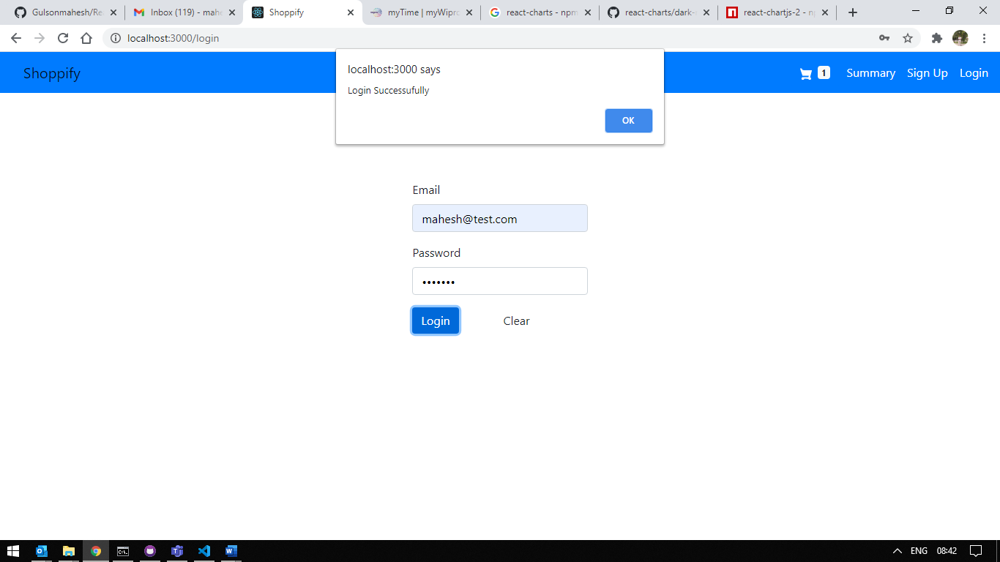 Gulsonmahesh/Re
Inbox (119) - mahe
Shoppify
myTime | myWipro
react-charts - npm
react-charts/dark-
react-chartjs-2 - np
localhost:3000/login
Shoppify
1
Summary
Sign Up
Login
localhost:3000 says
Login Successufully
OK
Email
mahesh@test.com
Password
•••••••
Login
Clear
ENG
08:42